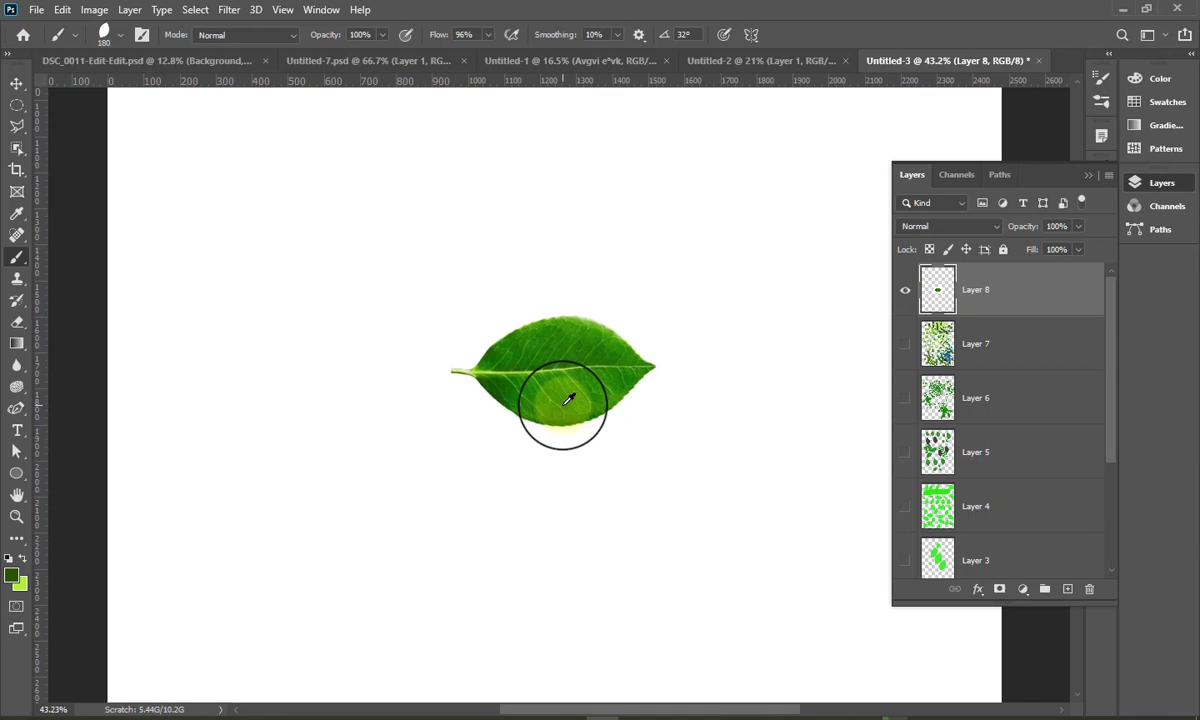 Ps File Edit Image Layer Type Select Filter 3D View Window Help
180 Mode: Normal Opacity: 100% Flow: 96% Smoothing: 10% 32°
DSC_0011-Edit-Edit.psd @ 12.8% (Background,... × Untitled-7.psd @ 66.7% (Layer 1, RG... × Untitled-1 @ 16.5% (Avgvi e^vk, RGB/... × Untitled-2 @ 21% (Layer 1, RGB/... × Untitled-3 @ 43.2% (Layer 8, RGB/8) * ×
0 100 0 100 200 300 400 500 600 700 800 900 1000 1100 1200 1300 1400 1500 1600 1700 1800 1900 2000 2100 2200 2300 2400 2500 2600
Color
Swatches
Gradie...
Patterns
Layers
Channels
Paths
Layers Channels Paths
Kind
Normal Opacity: 100%
Lock: Fill: 100%
Layer 8
Layer 7
Layer 6
Layer 5
Layer 4
Layer 3
fx
T
43.23% Scratch: 5.44G/10.2G